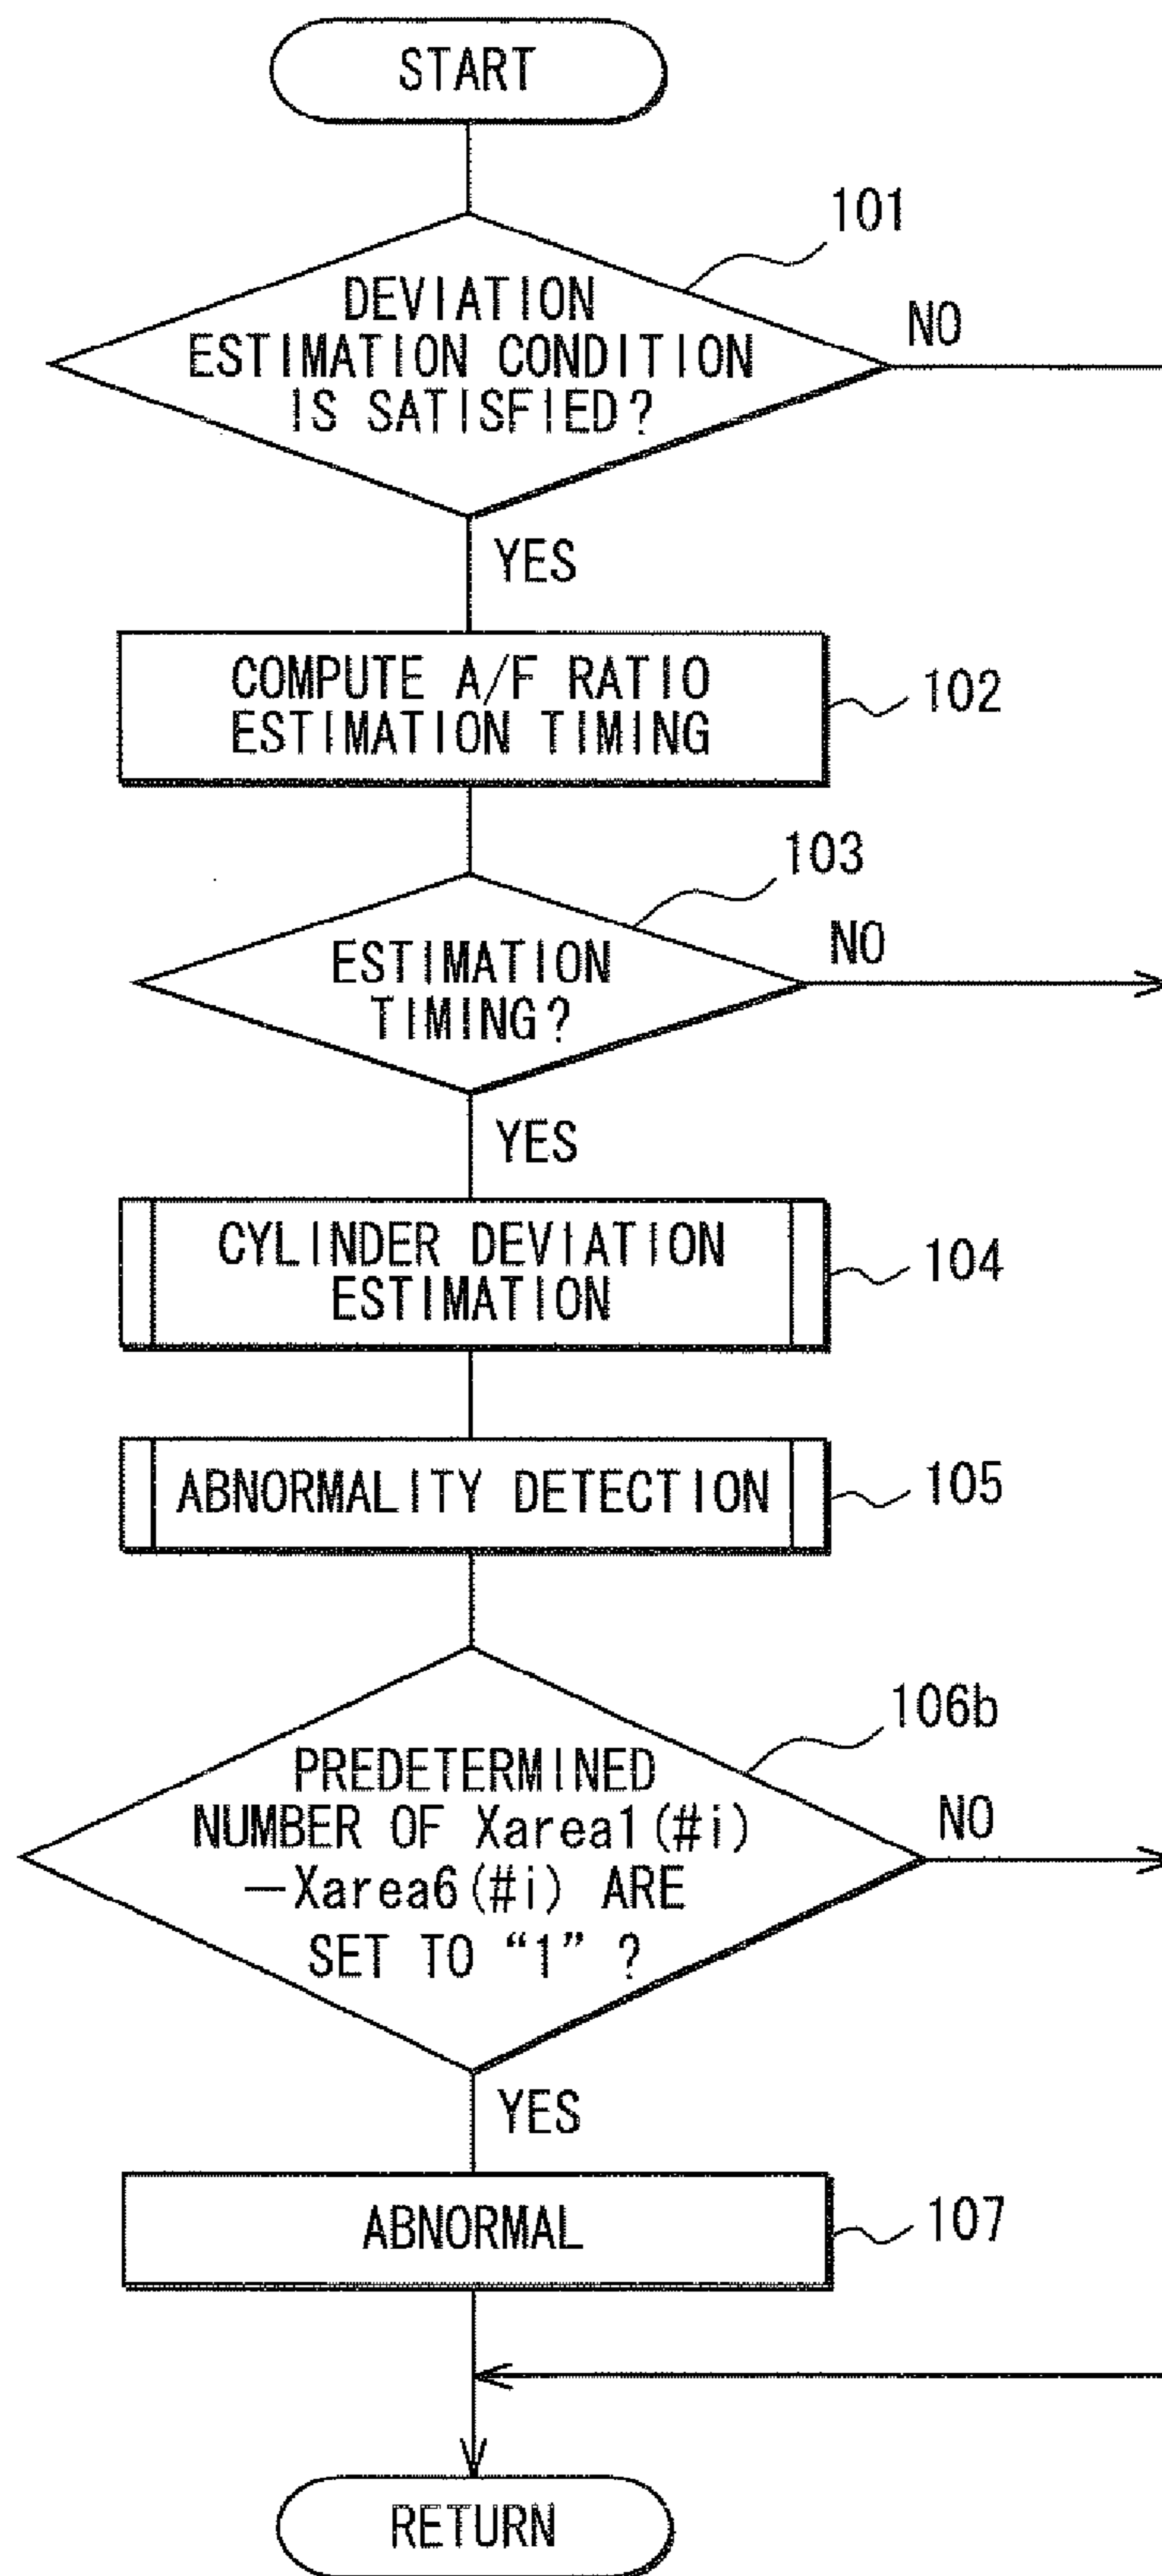 START
101
DEVIATION
ESTIMATION CONDITION
IS SATISFIED?
NO
YES
COMPUTE A/F RATIO
ESTIMATION TIMING
102
103
ESTIMATION
TIMING?
NO
YES
CYLINDER DEVIATION
ESTIMATION
104
ABNORMALITY DETECTION
105
106b
PREDETERMINED
NUMBER OF Xarea1(#i)
—Xarea6(#i) ARE
SET TO “1” ?
NO
YES
ABNORMAL
107
RETURN